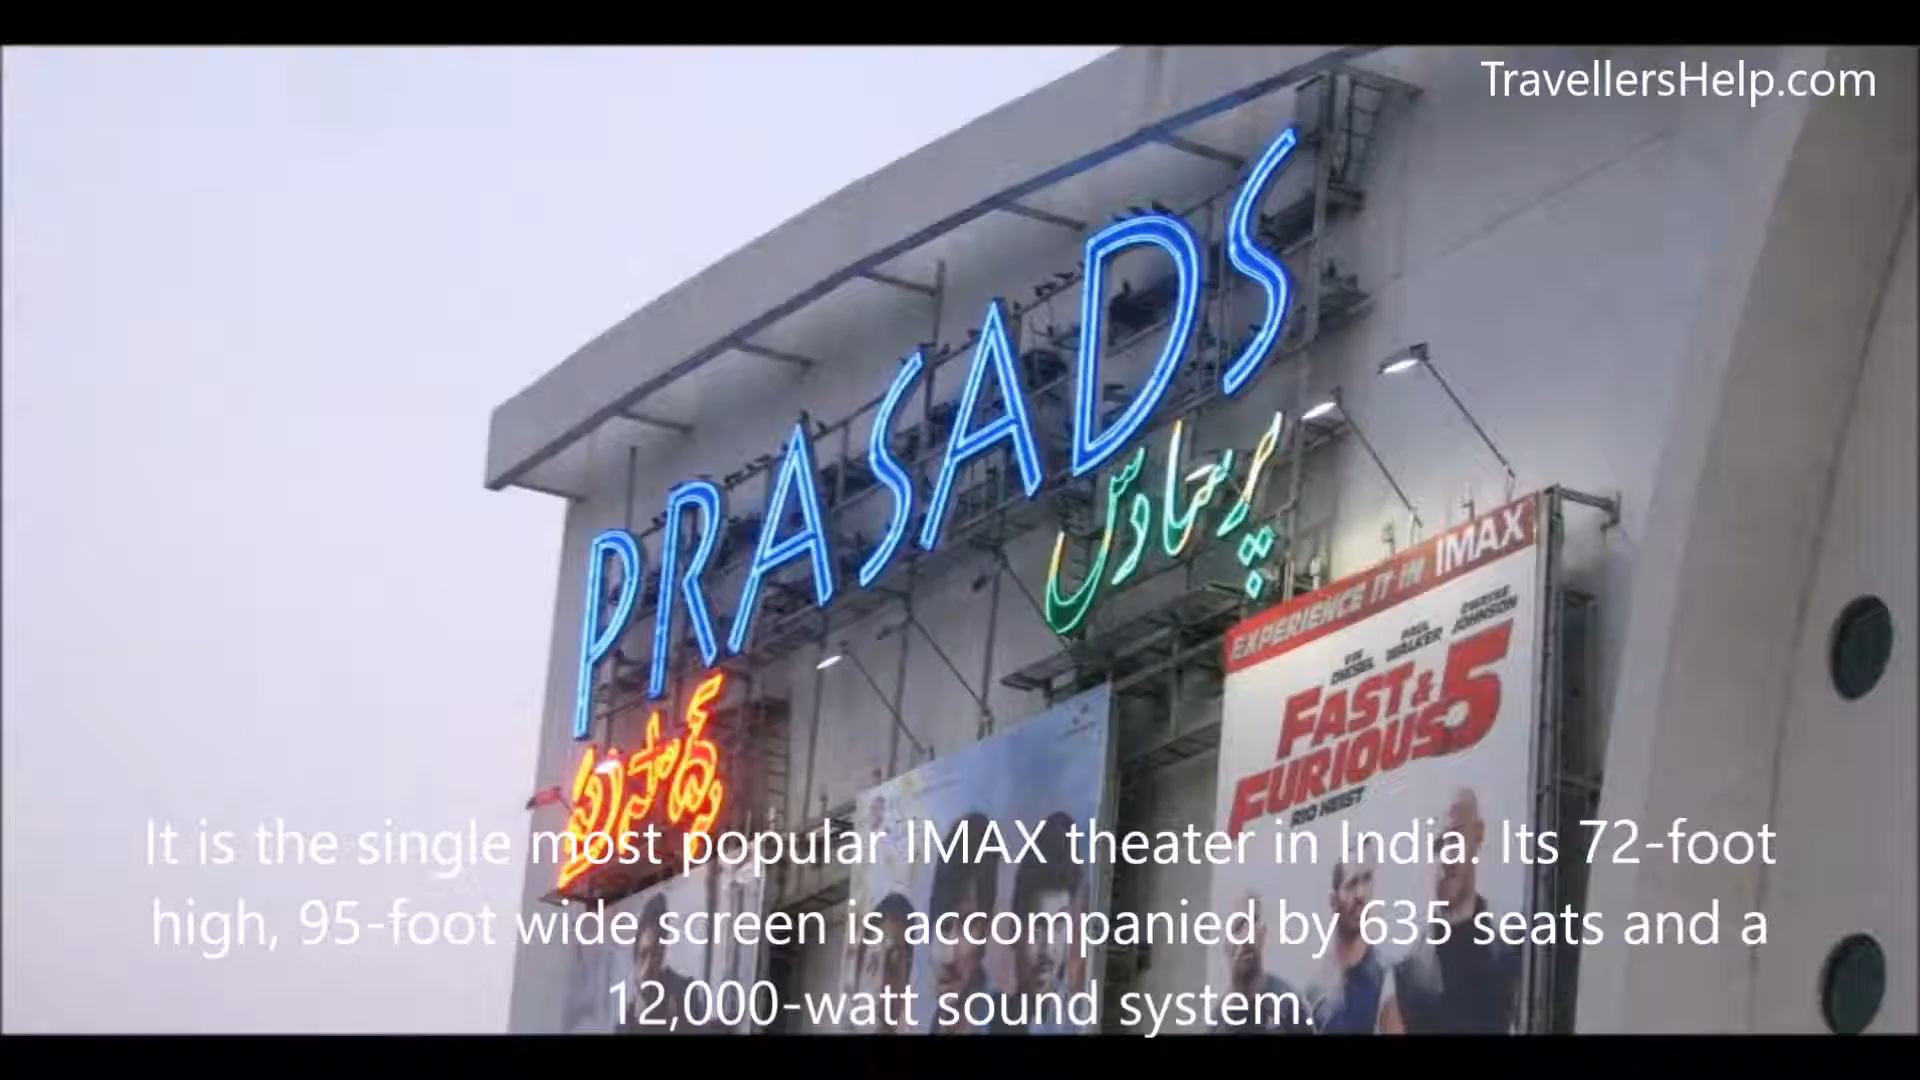 TravellersHelp.com
PRASADS
پرساדس
ప్రసాద్స్
EXPERIENCE IT IN IMAX
VIN DIESEL PAUL WALKER DWAYNE JOHNSON
FAST &
FURIOUS 5
RIO HEIST
It is the single most popular IMAX theater in India. Its 72-foot
high, 95-foot wide screen is accompanied by 635 seats and a
12,000-watt sound system.